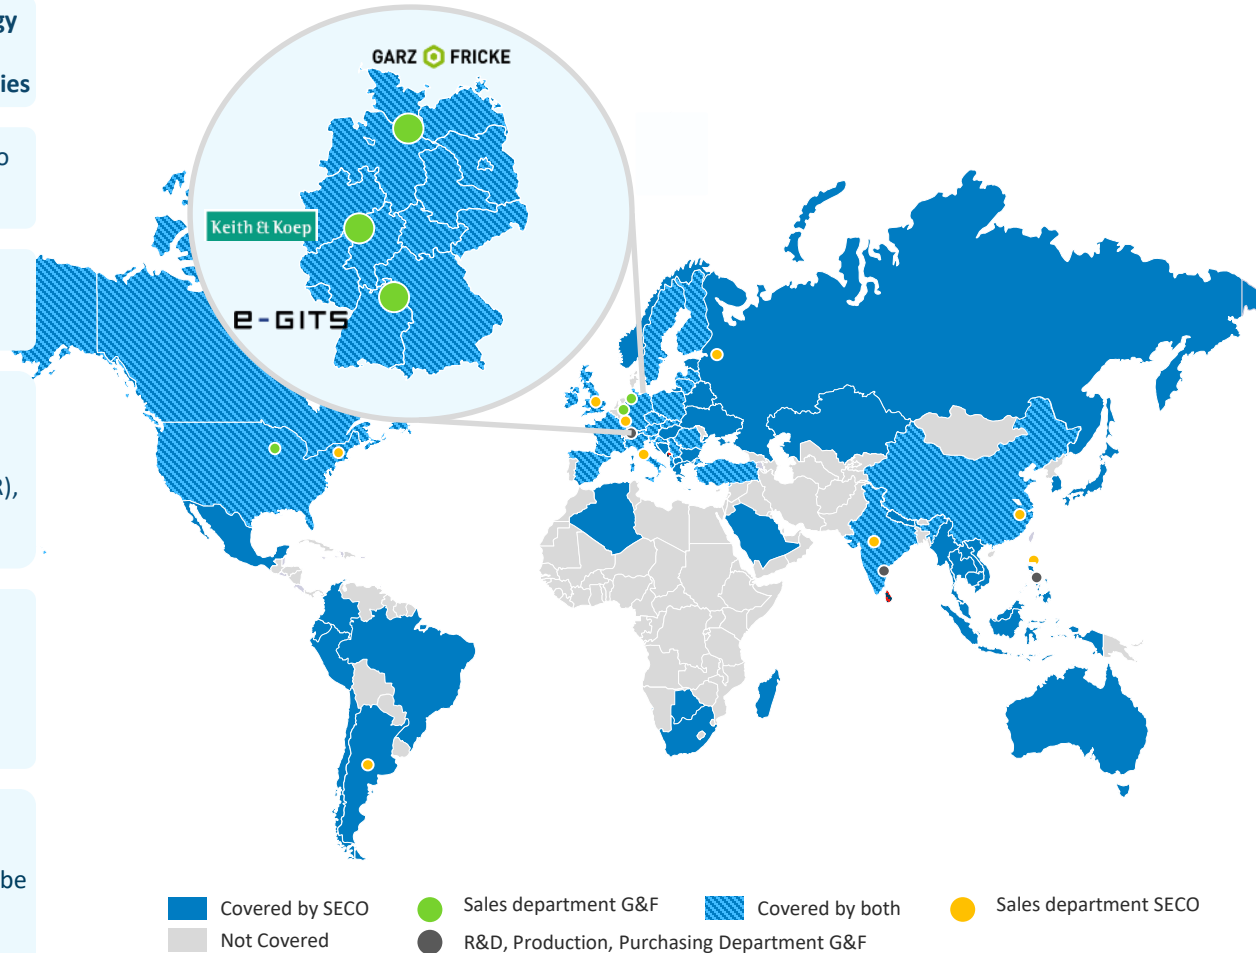 gy
ies
o
R),
be
GARZ FRICKE
Keith & Koep
e-GITS
Covered by SECO
Sales department G&F
Covered by both
Sales department SECO
Not Covered
R&D, Production, Purchasing Department G&F